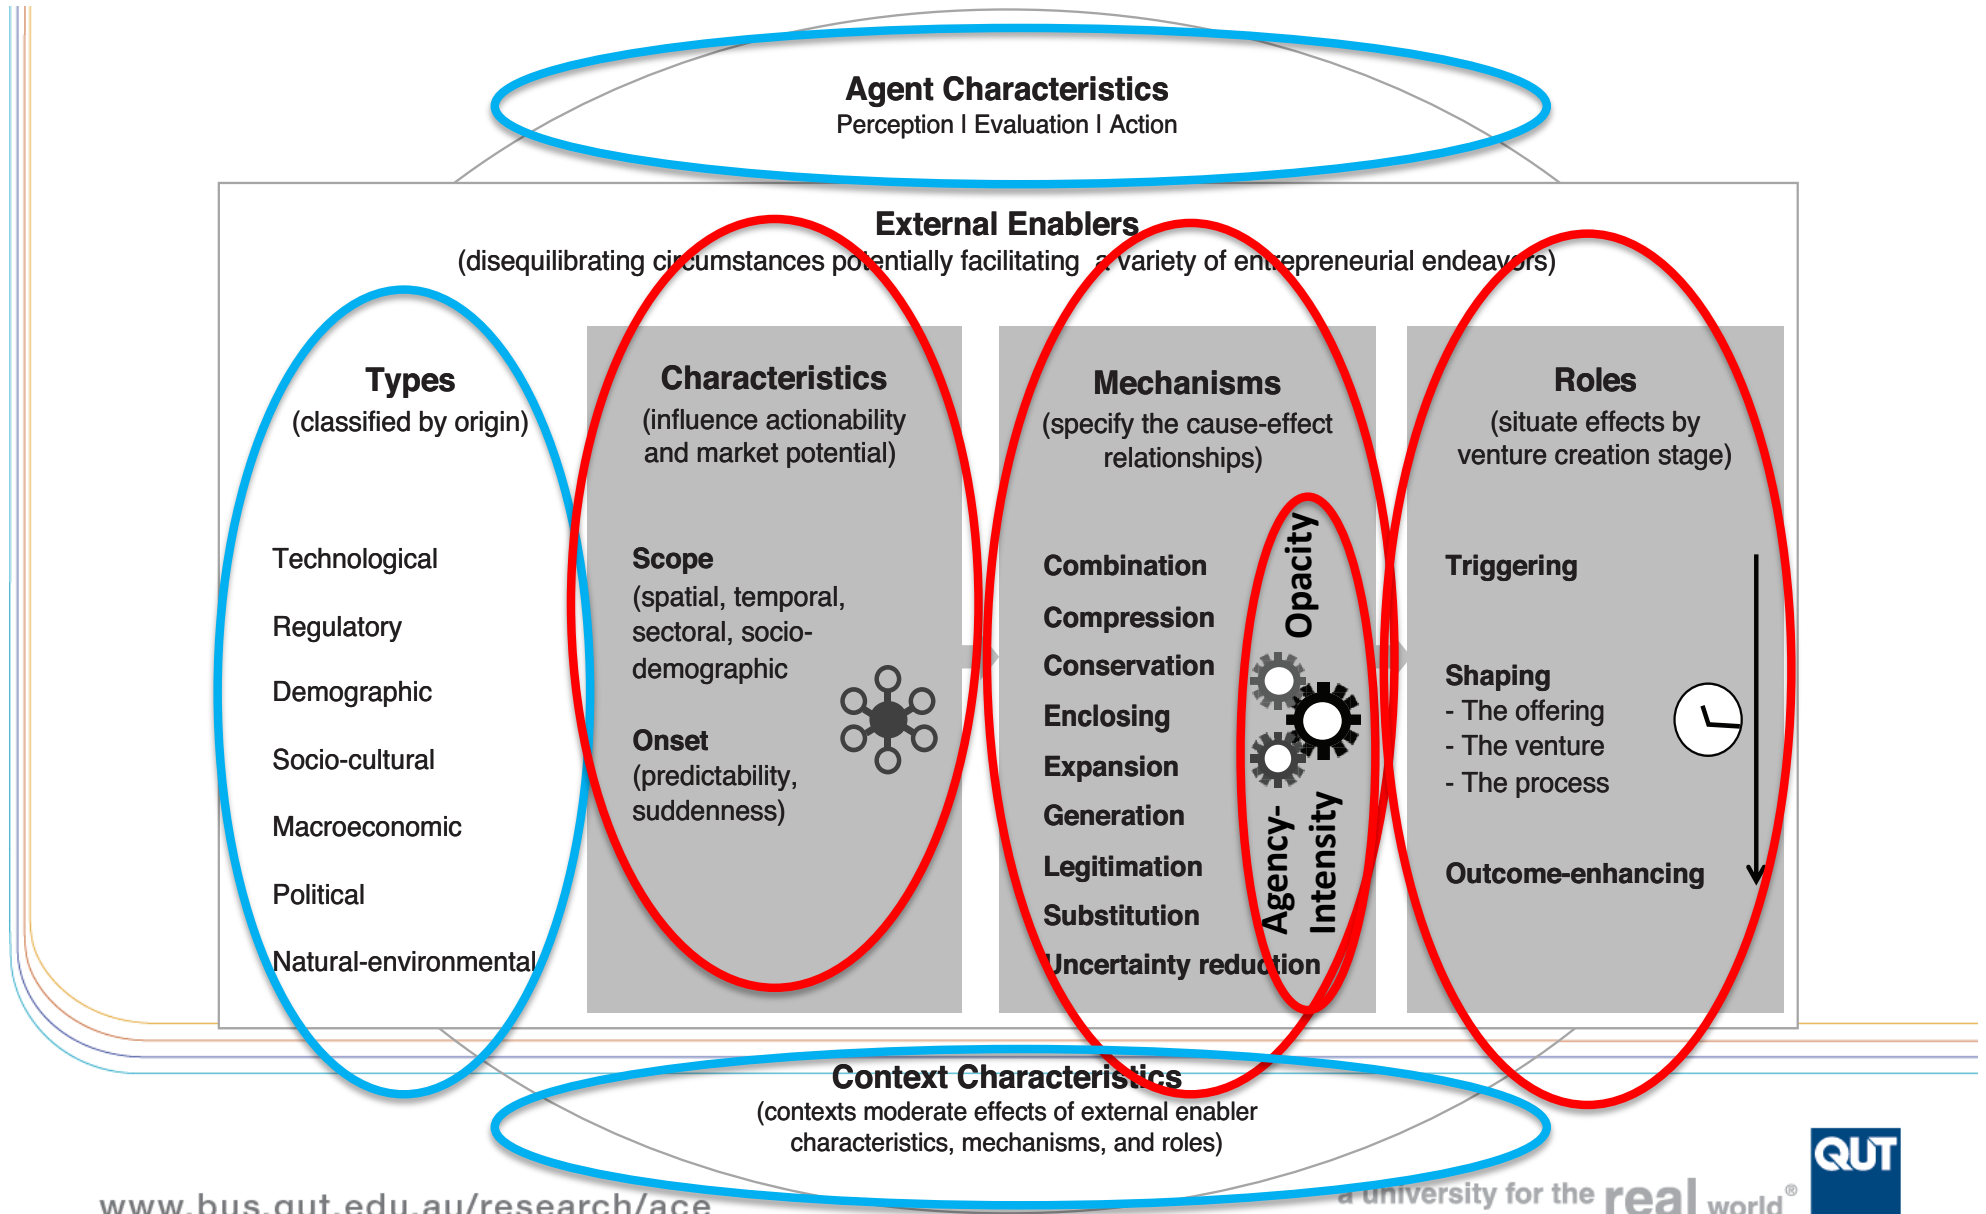 Agent Characteristics
Perception | Evaluation | Action
External Enablers
(disequilibrating circumstances potentially facilitating a variety of entrepreneurial endeavors)
Types
(classified by origin)
Technological
Regulatory
Demographic
Socio-cultural
Macroeconomic
Political
Natural-environmental
Characteristics
(influence actionability
and market potential)
Scope
(spatial, temporal,
sectoral, socio-
demographic
Onset
(predictability,
suddenness)
Mechanisms
(specify the cause-effect
relationships)
Combination
Compression
Conservation
Enclosing
Expansion
Generation
Legitimation
Substitution
Uncertainty reduction
Opacity
Agency-
Intensity
Roles
(situate effects by
venture creation stage)
Triggering
Shaping
- The offering
- The venture
- The process
Outcome-enhancing
Context Characteristics
(contexts moderate effects of external enabler
characteristics, mechanisms, and roles)
www.bus.qut.edu.au/research/ace
a university for the real world®
QUT